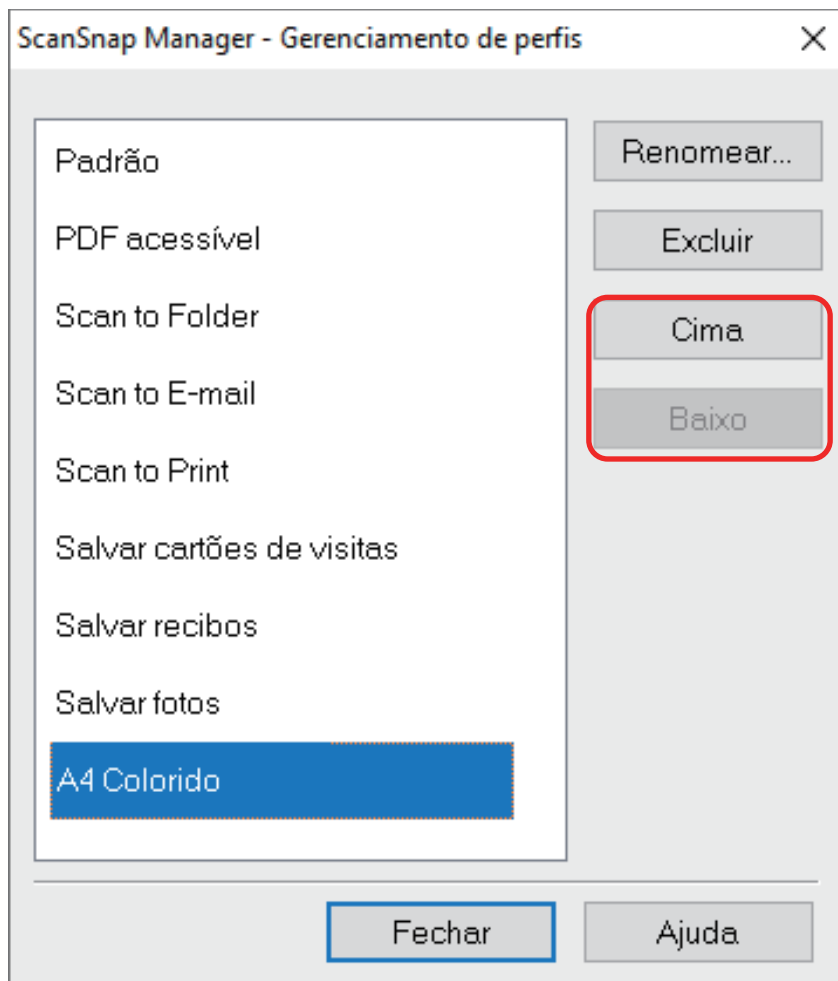 ScanSnap Manager - Gerenciamento de perfis
Padrão
PDF acessível
Scan to Folder
Scan to E-mail
Scan to Print
Salvar cartões de visitas
Salvar recibos
Salvar fotos
A4 Colorido
Renomear...
Excluir
Cima
Baixo
Fechar
Ajuda